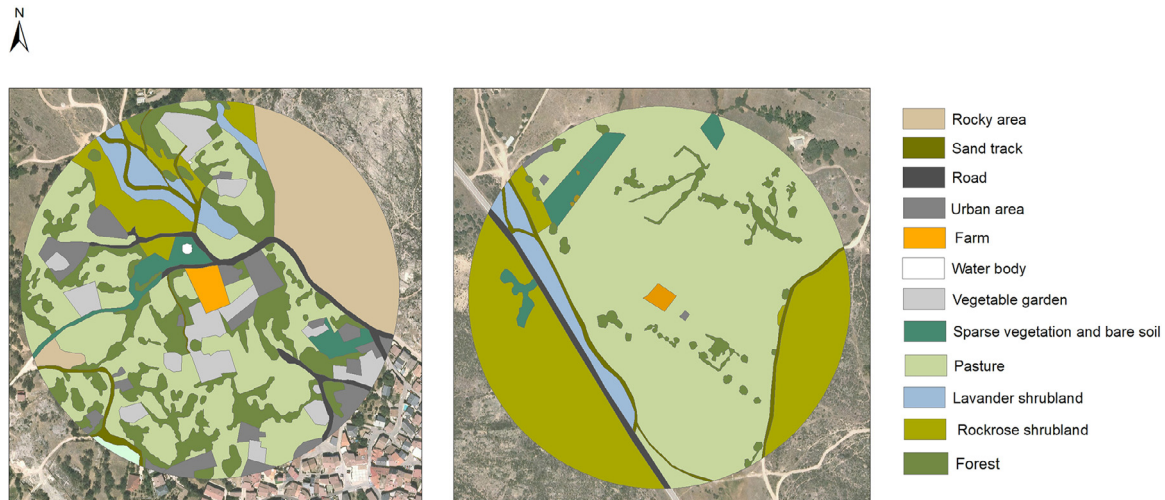 N
Rocky area
Sand track
Road
Urban area
Farm
Water body
Vegetable garden
Sparse vegetation and bare soil
Pasture
Lavander shrubland
Rockrose shrubland
Forest